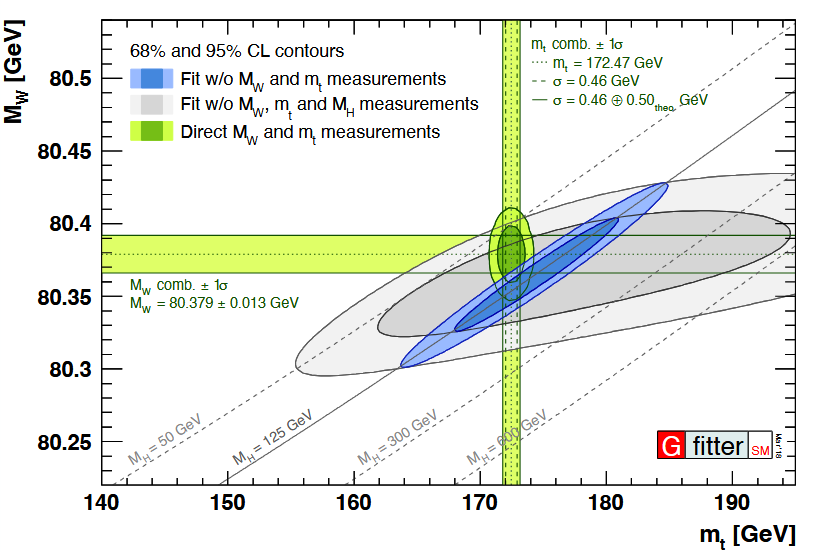 68% and 95% CL contours
Fit w/o M_W and m_t measurements
Fit w/o M_W, m_t and M_H measurements
Direct M_W and m_t measurements
m_t comb. ± 1σ
m_t = 172.47 GeV
σ = 0.46 GeV
σ = 0.46 ⊕ 0.50_theo GeV
M_W [GeV]
80.5
80.45
80.4
80.35
80.3
80.25
M_W comb. ± 1σ
M_W = 80.379 ± 0.013 GeV
M_H = 50 GeV
M_H = 125 GeV
M_H = 300 GeV
M_H = 600 GeV
G fitter SM
Mar '18
140 150 160 170 180 190
m_t [GeV]